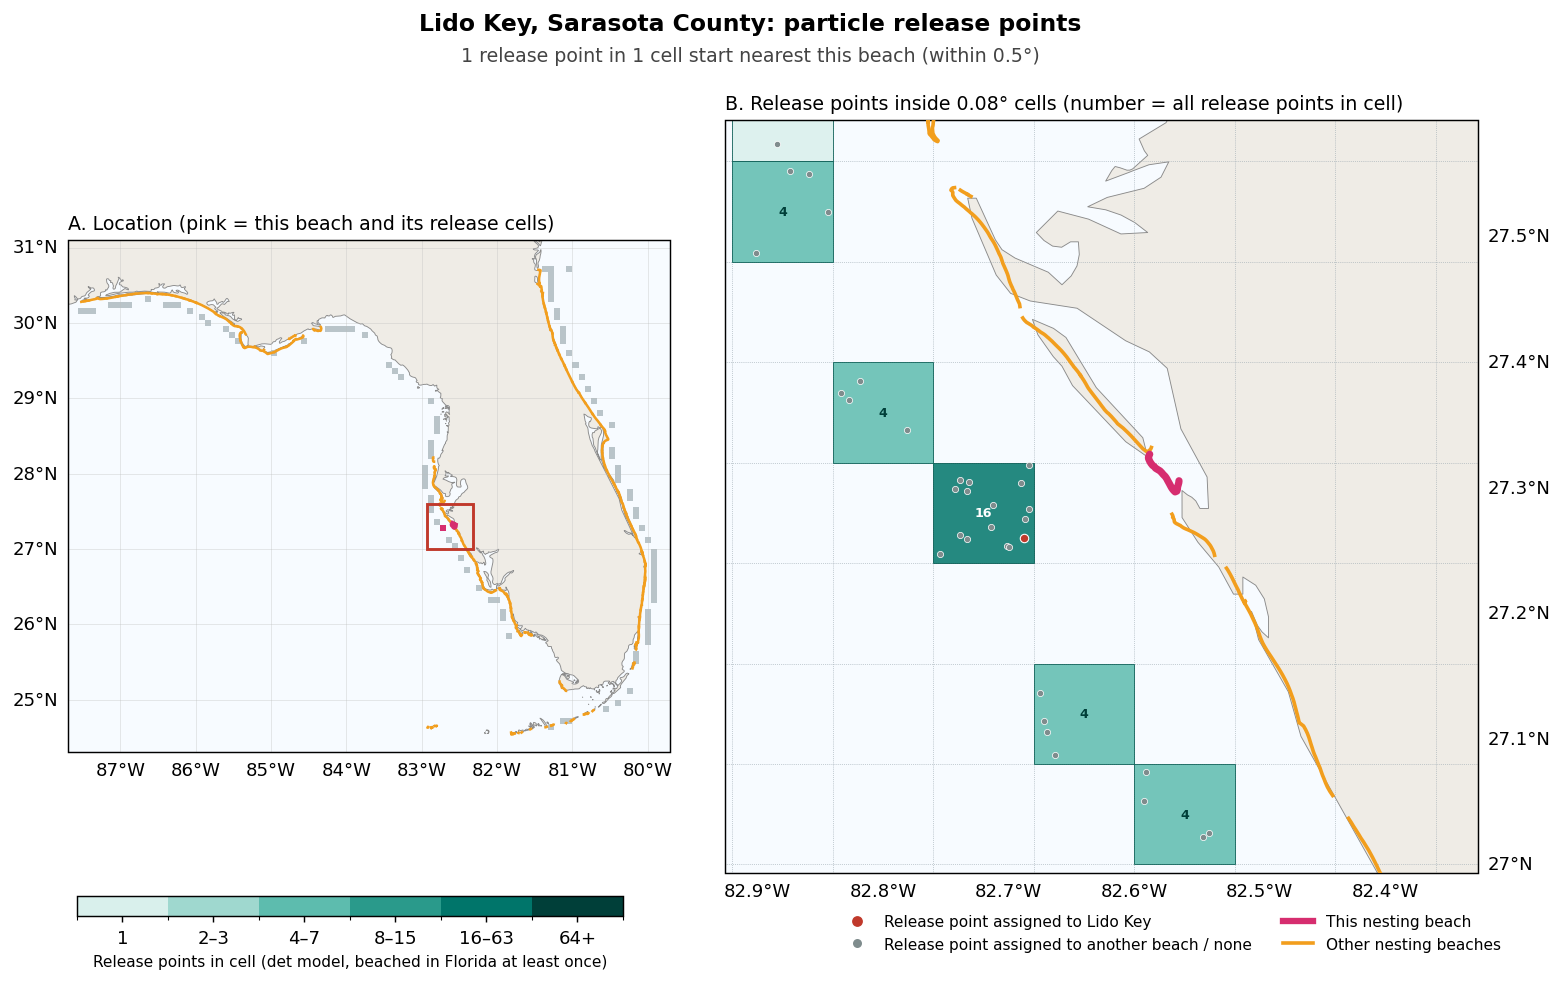 Lido Key, Sarasota County: particle release points
1 release point in 1 cell start nearest this beach (within 0.5°)
A. Location (pink = this beach and its release cells)
31°N
30°N
29°N
28°N
27°N
26°N
25°N
87°W 86°W 85°W 84°W 83°W 82°W 81°W 80°W
B. Release points inside 0.08° cells (number = all release points in cell)
4
4
16
4
4
27.5°N
27.4°N
27.3°N
27.2°N
27.1°N
27°N
82.9°W 82.8°W 82.7°W 82.6°W 82.5°W 82.4°W
1 2–3 4–7 8–15 16–63 64+
Release points in cell (det model, beached in Florida at least once)
Release point assigned to Lido Key
Release point assigned to another beach / none
This nesting beach
Other nesting beaches